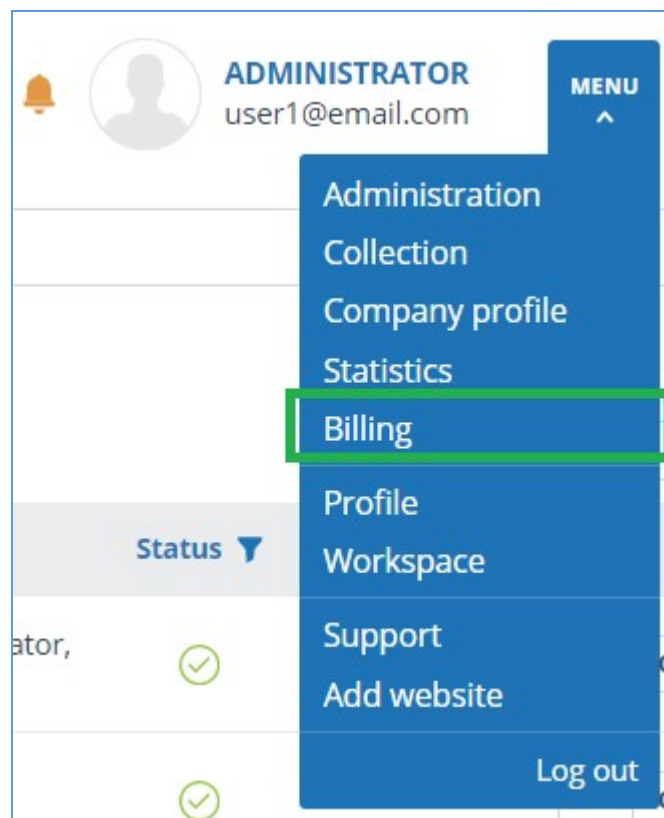 ADMINISTRATOR
user1@email.com
MENU
Administration
Collection
Company profile
Statistics
Billing
Profile
Status
Workspace
ator,
Support
Add website
Log out